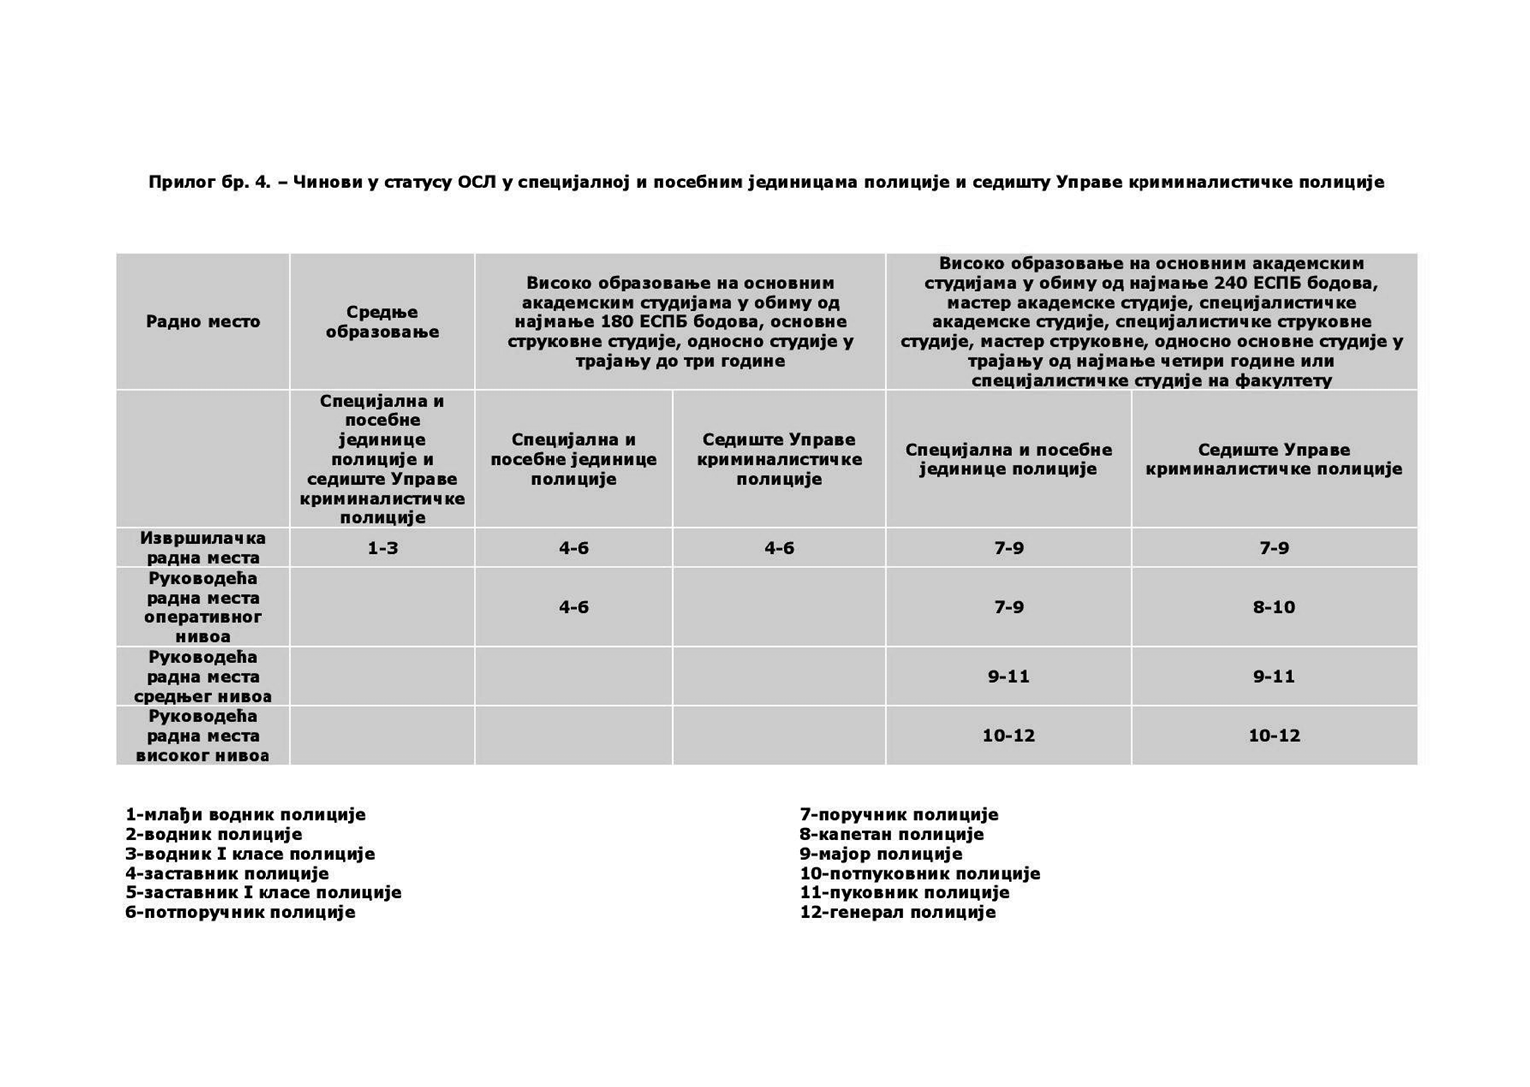 Прилог бр. 4. – Чинови у статусу ОСЛ у специјалној и посебним јединицама полиције и седишту Управе криминалистичке полиције
Радно место
Средње
образовање
Високо образовање на основним
академским студијама у обиму од
најмање 180 ЕСПБ бодова, основне
струковне студије, односно студије у
трајању до три године
Високо образовање на основним академским
студијама у обиму од најмање 240 ЕСПБ бодова,
мастер академске студије, специјалистичке
академске студије, специјалистичке струковне
студије, мастер струковне, односно основне студије у
трајању од најмање четири године или
специјалистичке студије на факултету
Специјална и
посебне
јединице
полиције и
седиште Управе
криминалистичке
полиције
Специјална и
посебне јединице
полиције
Седиште Управе
криминалистичке
полиције
Специјална и посебне
јединице полиције
Седиште Управе
криминалистичке полиције
Извршилачка
радна места
1-3
4-6
4-6
7-9
7-9
Руководећа
радна места
оперативног
нивоа
4-6
7-9
8-10
Руководећа
радна места
средњег нивоа
9-11
9-11
Руководећа
радна места
високог нивоа
10-12
10-12
1-млађи водник полиције
2-водник полиције
3-водник I класе полиције
4-заставник полиције
5-заставник I класе полиције
6-потпоручник полиције
7-поручник полиције
8-капетан полиције
9-мајор полиције
10-потпуковник полиције
11-пуковник полиције
12-генерал полиције